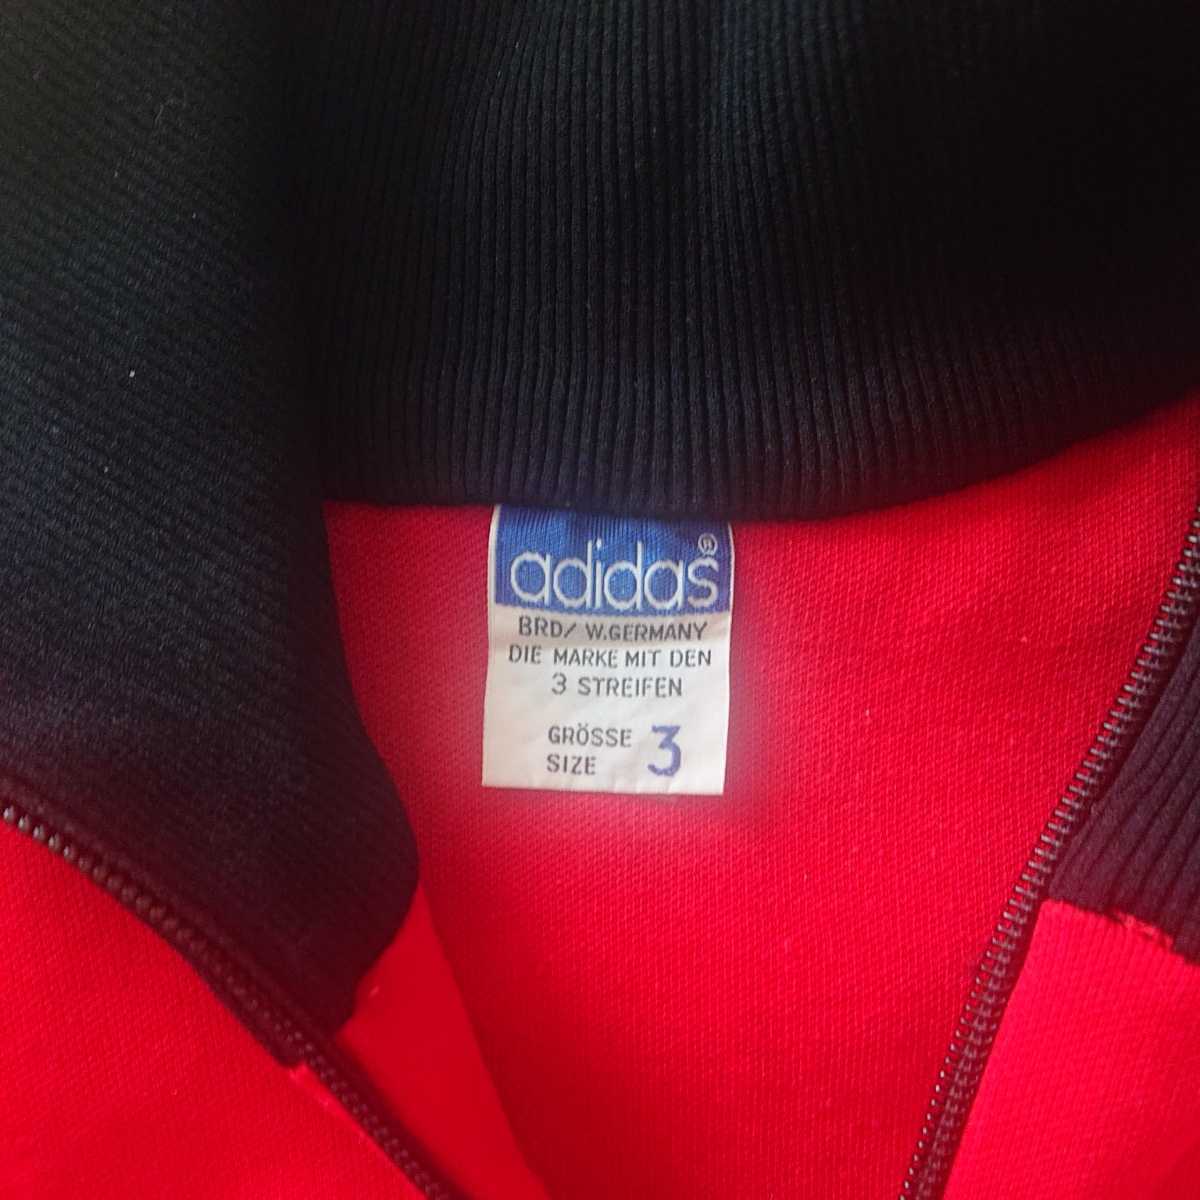 adidas®
BRD/ W.GERMANY
DIE MARKE MIT DEN
3 STREIFEN
GRÖSSE 3
SIZE